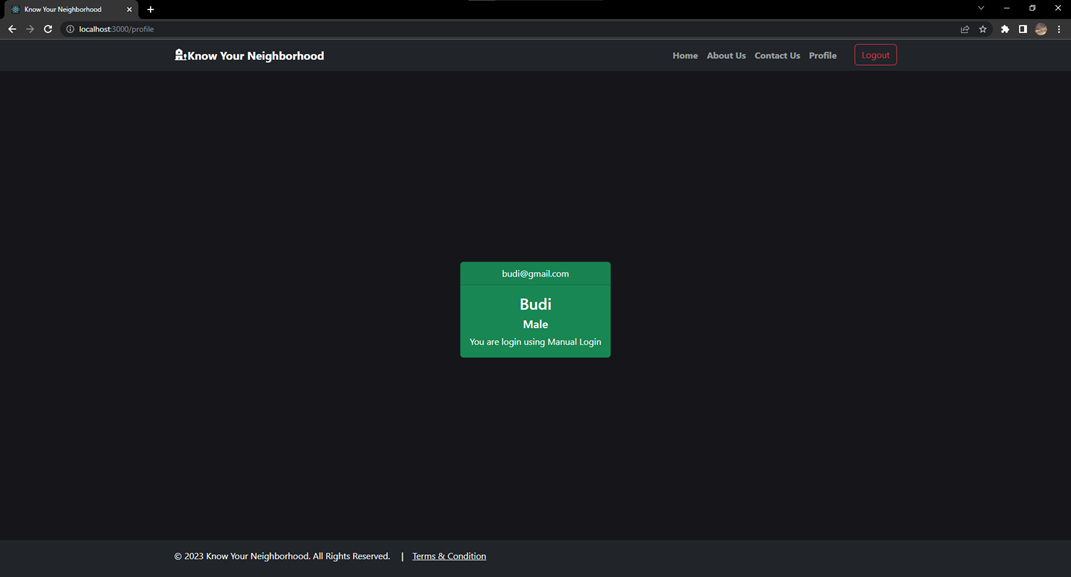 Know Your Neighborhood
localhost:3000/profile
Know Your Neighborhood
Home About Us Contact Us Profile Logout
budi@gmail.com
Budi
Male
You are login using Manual Login
© 2023 Know Your Neighborhood. All Rights Reserved. | Terms & Condition